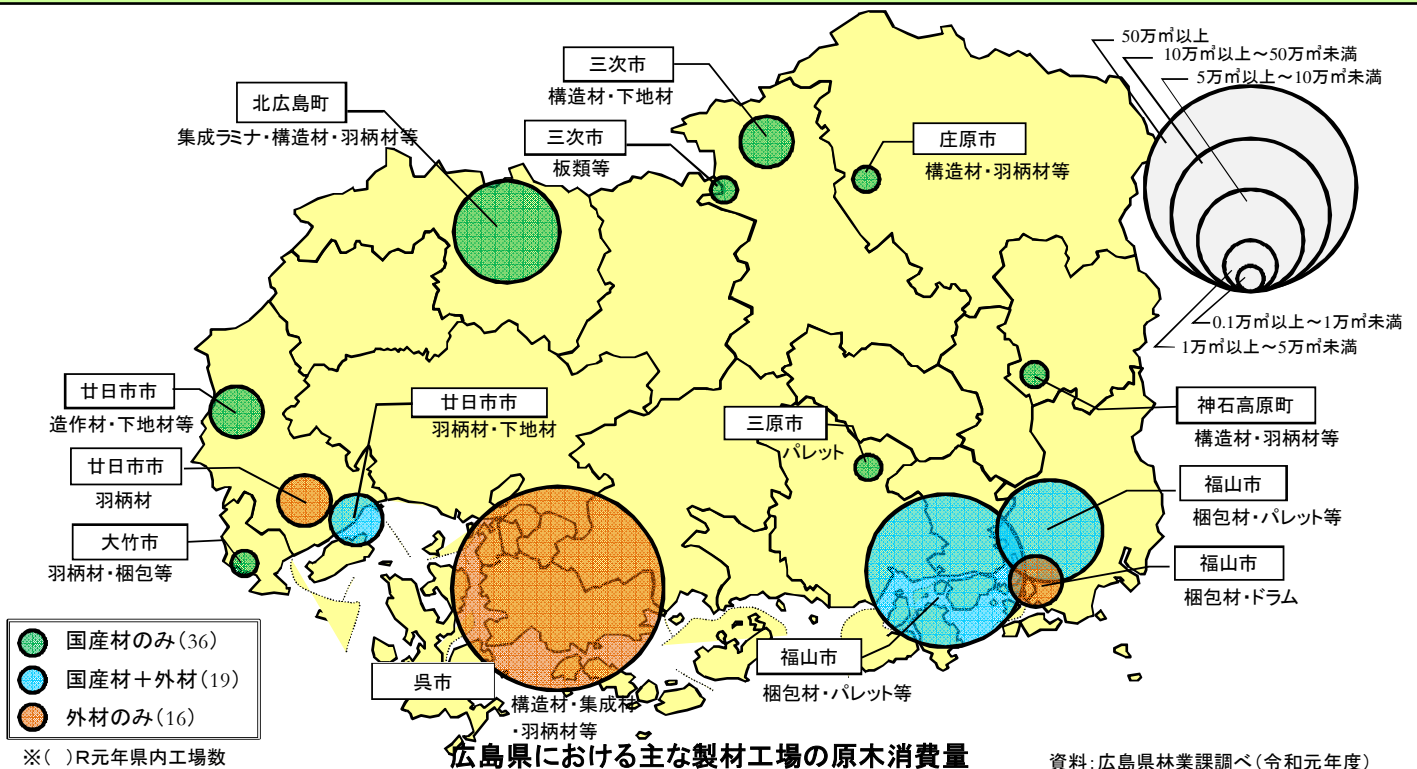 50万㎥以上
10万㎥以上～50万㎥未満
5万㎥以上～10万㎥未満
0.1万㎥以上～1万㎥未満
1万㎥以上～5万㎥未満
三次市
構造材・下地材
北広島町
集成ラミナ・構造材・羽柄材等
三次市
板類等
庄原市
構造材・羽柄材等
廿日市市
造作材・下地材等
廿日市市
羽柄材・下地材
三原市
パレット
神石高原町
構造材・羽柄材等
廿日市市
羽柄材
福山市
梱包材・パレット等
大竹市
羽柄材・梱包等
福山市
梱包材・ドラム
福山市
梱包材・パレット等
呉市
構造材・集成材
・羽柄材等
国産材のみ(36)
国産材＋外材(19)
外材のみ(16)
※( )R元年県内工場数
広島県における主な製材工場の原木消費量
資料:広島県林業課調べ(令和元年度)